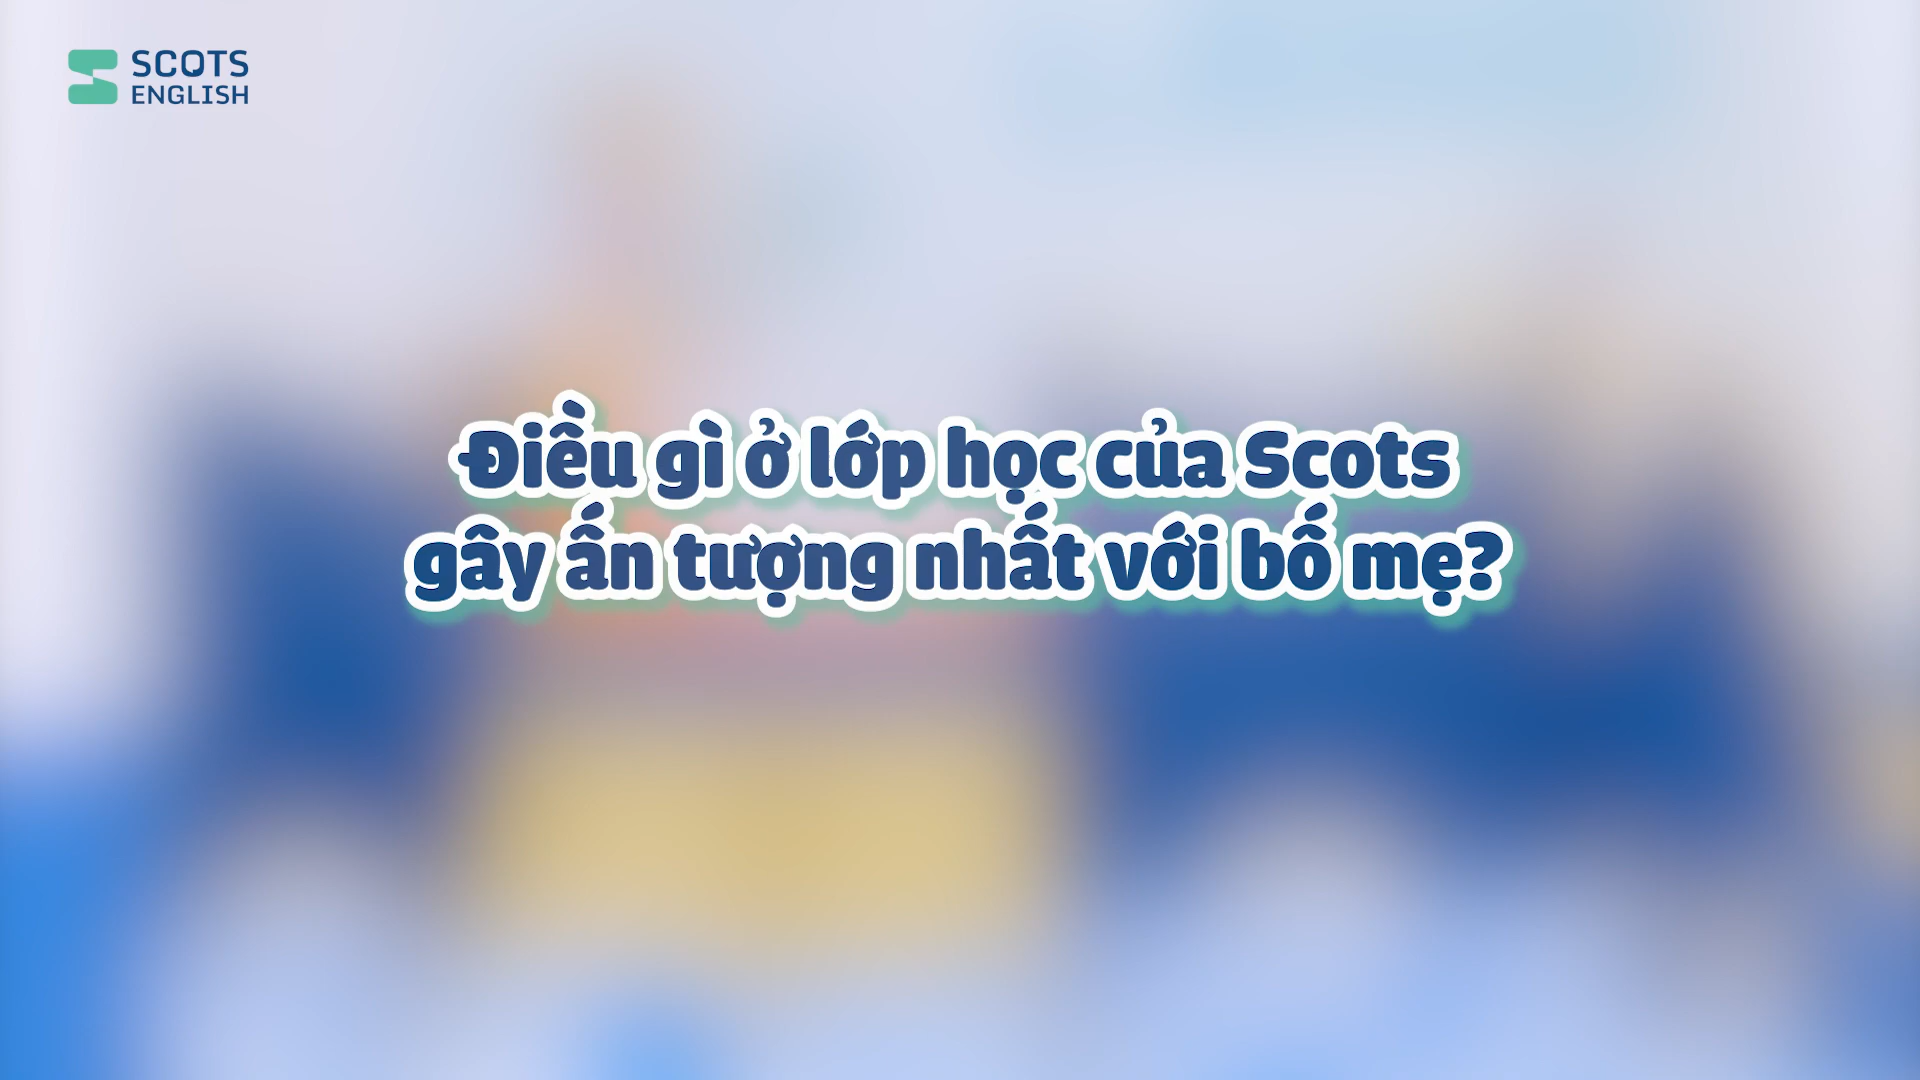 SCOTS
ENGLISH
Điều gì ở lớp học của Scots
gây ấn tượng nhất với bố mẹ?